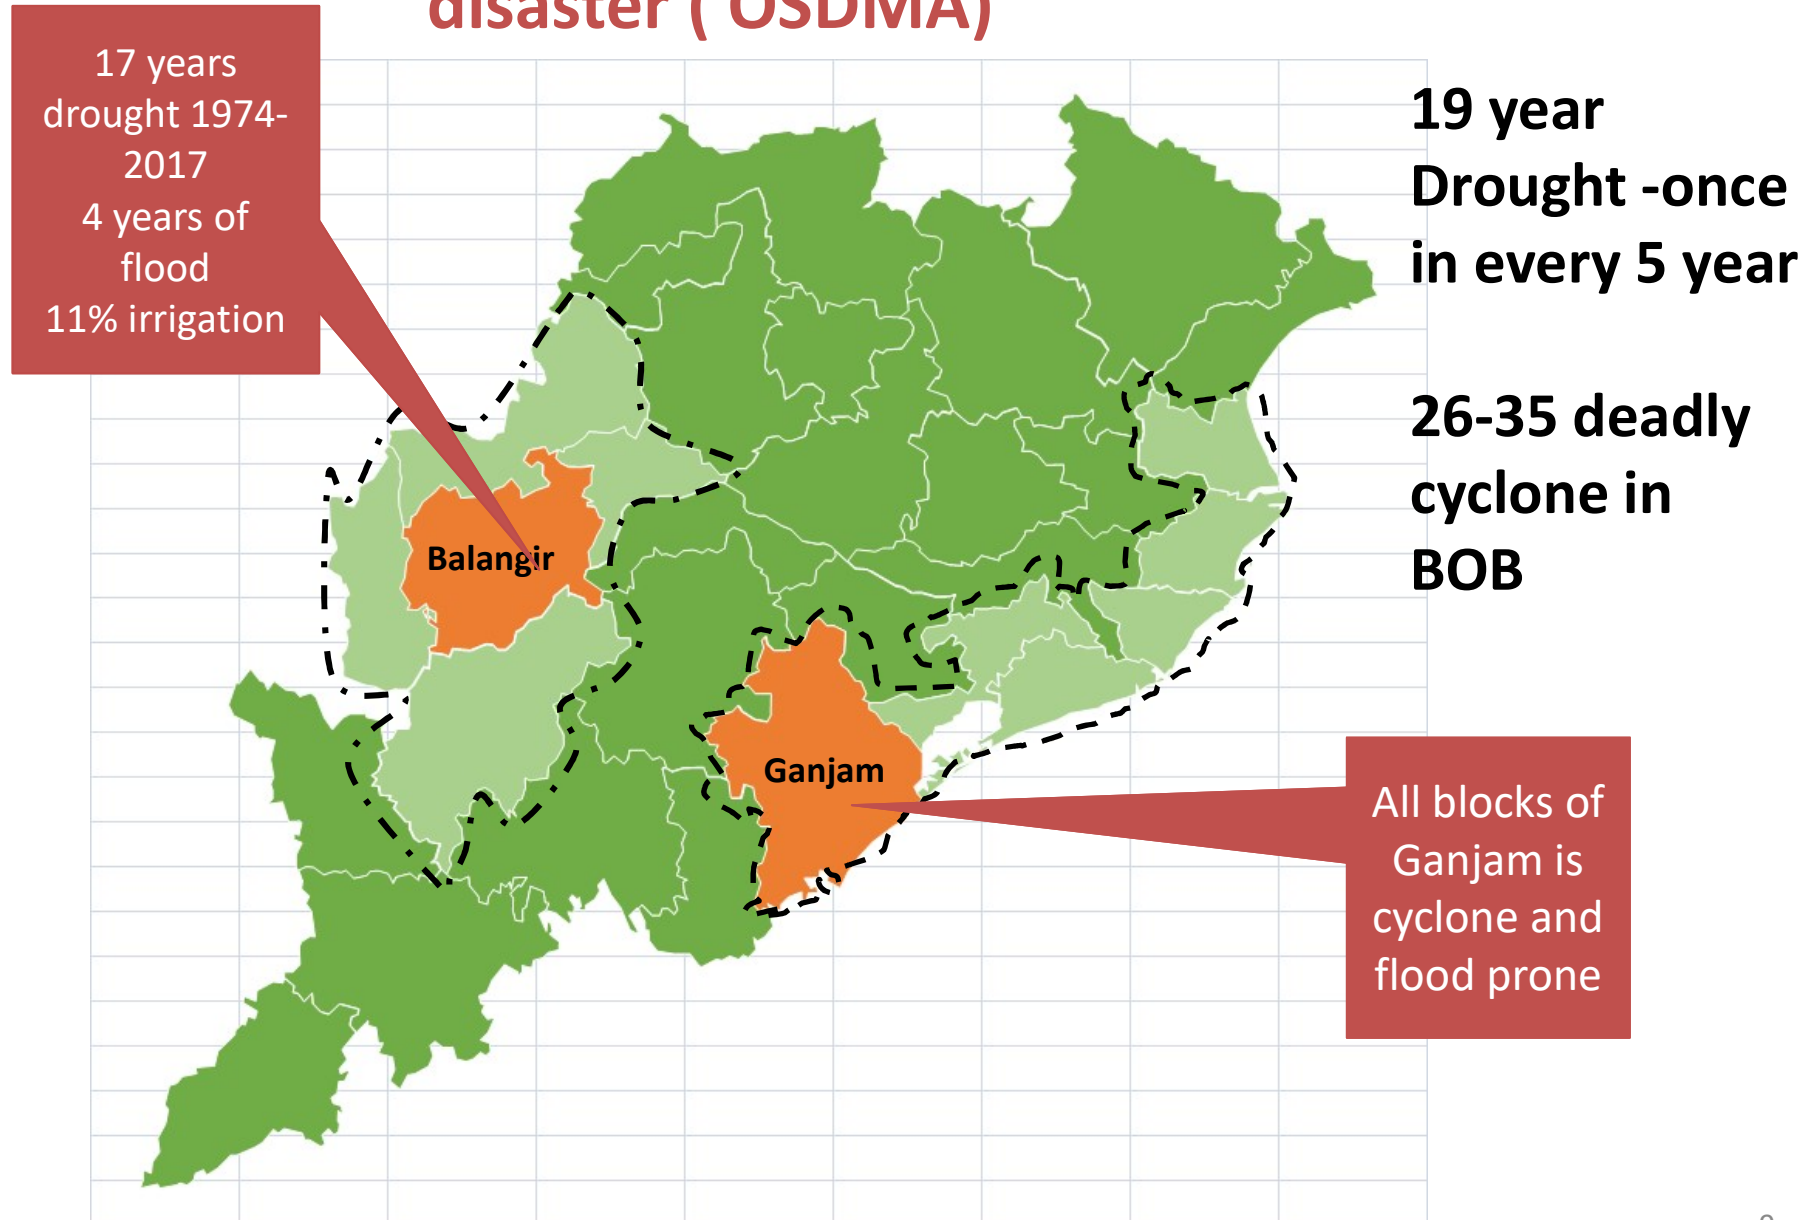 disaster ( OSDMA)
17 years
drought 1974-
2017
4 years of
flood
11% irrigation
19 year
Drought -once
in every 5 year
26-35 deadly
cyclone in
BOB
Balangir
Ganjam
All blocks of
Ganjam is
cyclone and
flood prone